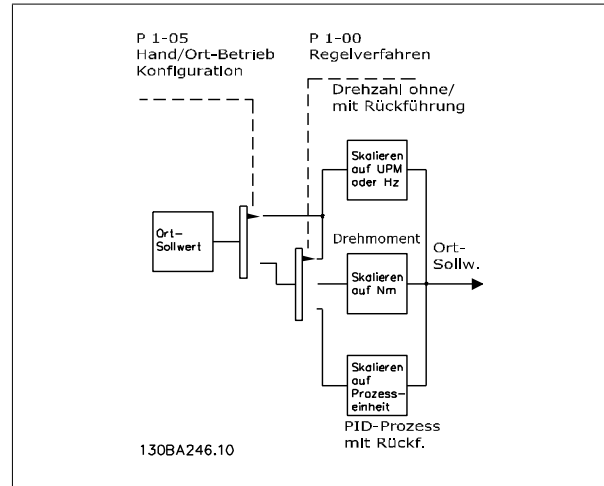 P 1-05
Hand/Ort-Betrieb
Konfiguration
P 1-00
Regelverfahren
Drehzahl ohne/
mit Rückführung
Skalieren
auf UPM
oder Hz
Ort-
Sollwert
Drehmoment
Skalieren
auf Nm
Ort-
Sollw.
Skalieren
auf
Prozess-
einheit
PID-Prozess
mit Rückf.
130BA246.10